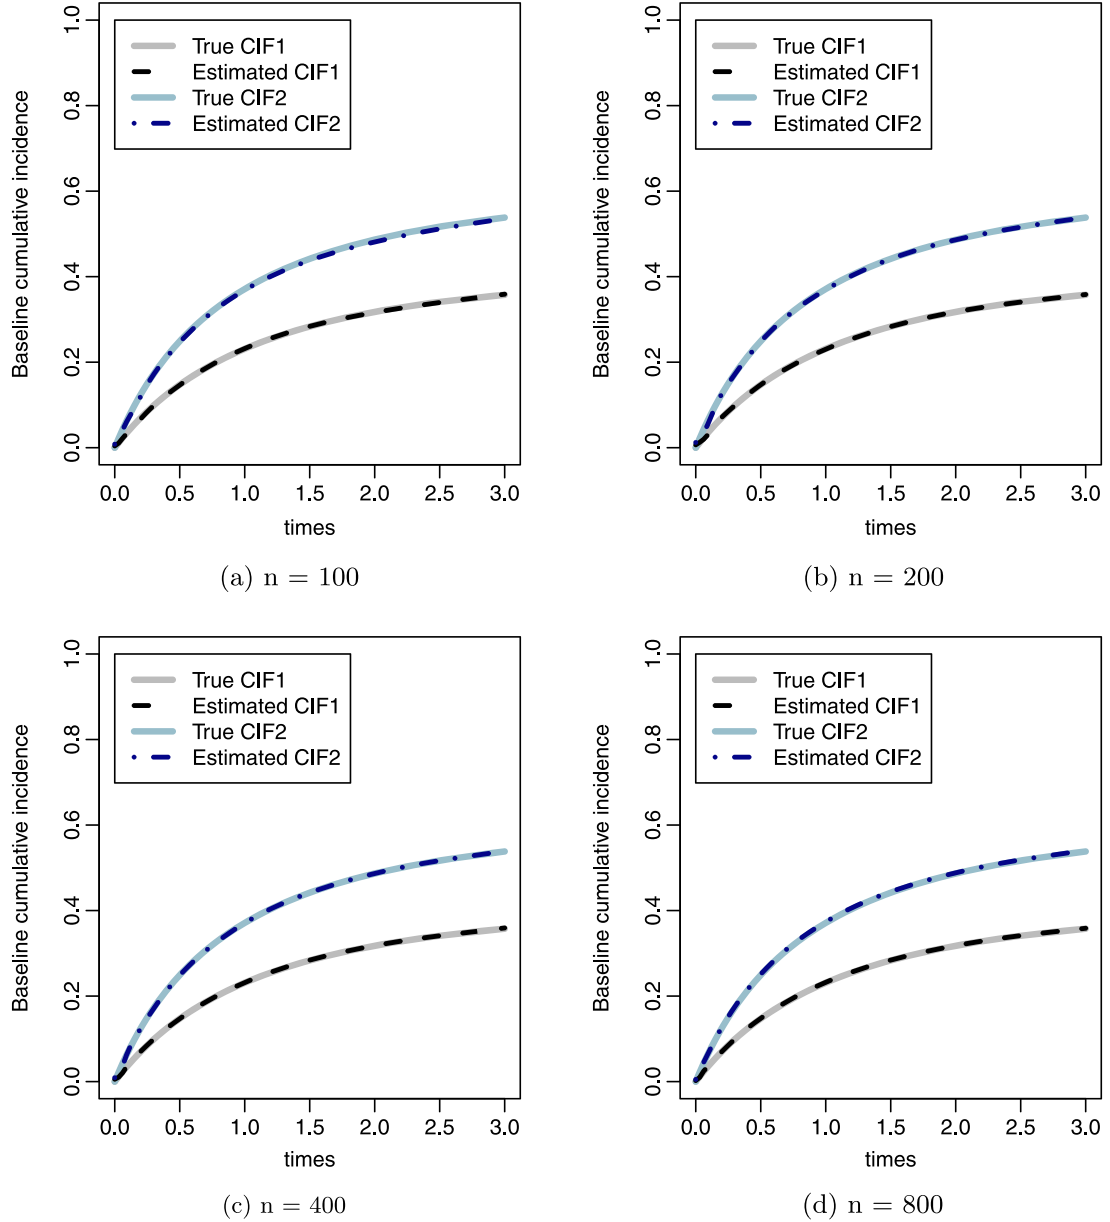 True CIF1
Estimated CIF1
True CIF2
Estimated CIF2
Baseline cumulative incidence
0.0 0.2 0.4 0.6 0.8 1.0
0.0 0.5 1.0 1.5 2.0 2.5 3.0
times
(a) n = 100
True CIF1
Estimated CIF1
True CIF2
Estimated CIF2
Baseline cumulative incidence
0.0 0.2 0.4 0.6 0.8 1.0
0.0 0.5 1.0 1.5 2.0 2.5 3.0
times
(b) n = 200
True CIF1
Estimated CIF1
True CIF2
Estimated CIF2
Baseline cumulative incidence
0.0 0.2 0.4 0.6 0.8 1.0
0.0 0.5 1.0 1.5 2.0 2.5 3.0
times
(c) n = 400
True CIF1
Estimated CIF1
True CIF2
Estimated CIF2
Baseline cumulative incidence
0.0 0.2 0.4 0.6 0.8 1.0
0.0 0.5 1.0 1.5 2.0 2.5 3.0
times
(d) n = 800